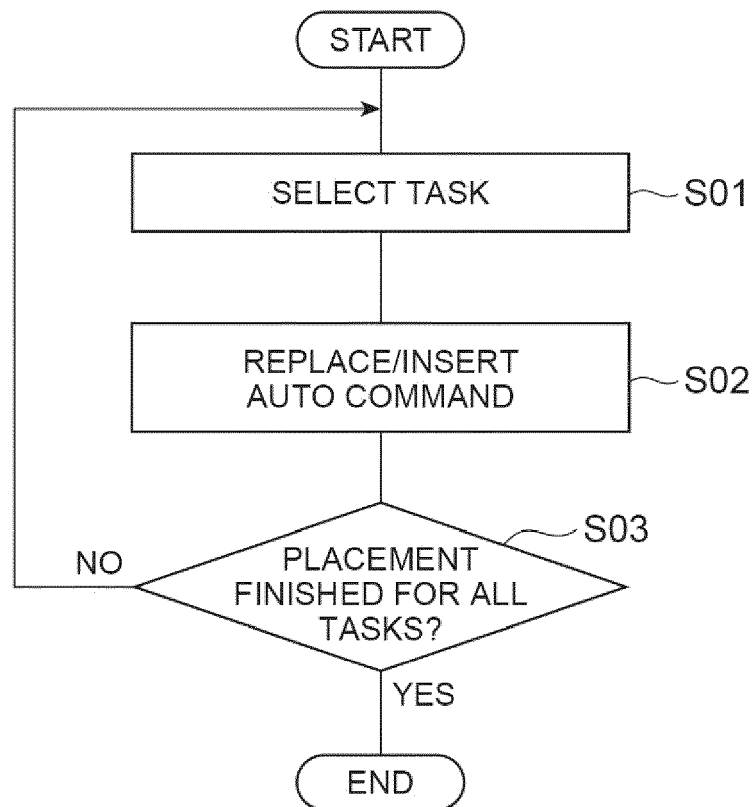 START
SELECT TASK
S01
REPLACE/INSERT
AUTO COMMAND
S02
S03
PLACEMENT
FINISHED FOR ALL
TASKS?
NO
YES
END